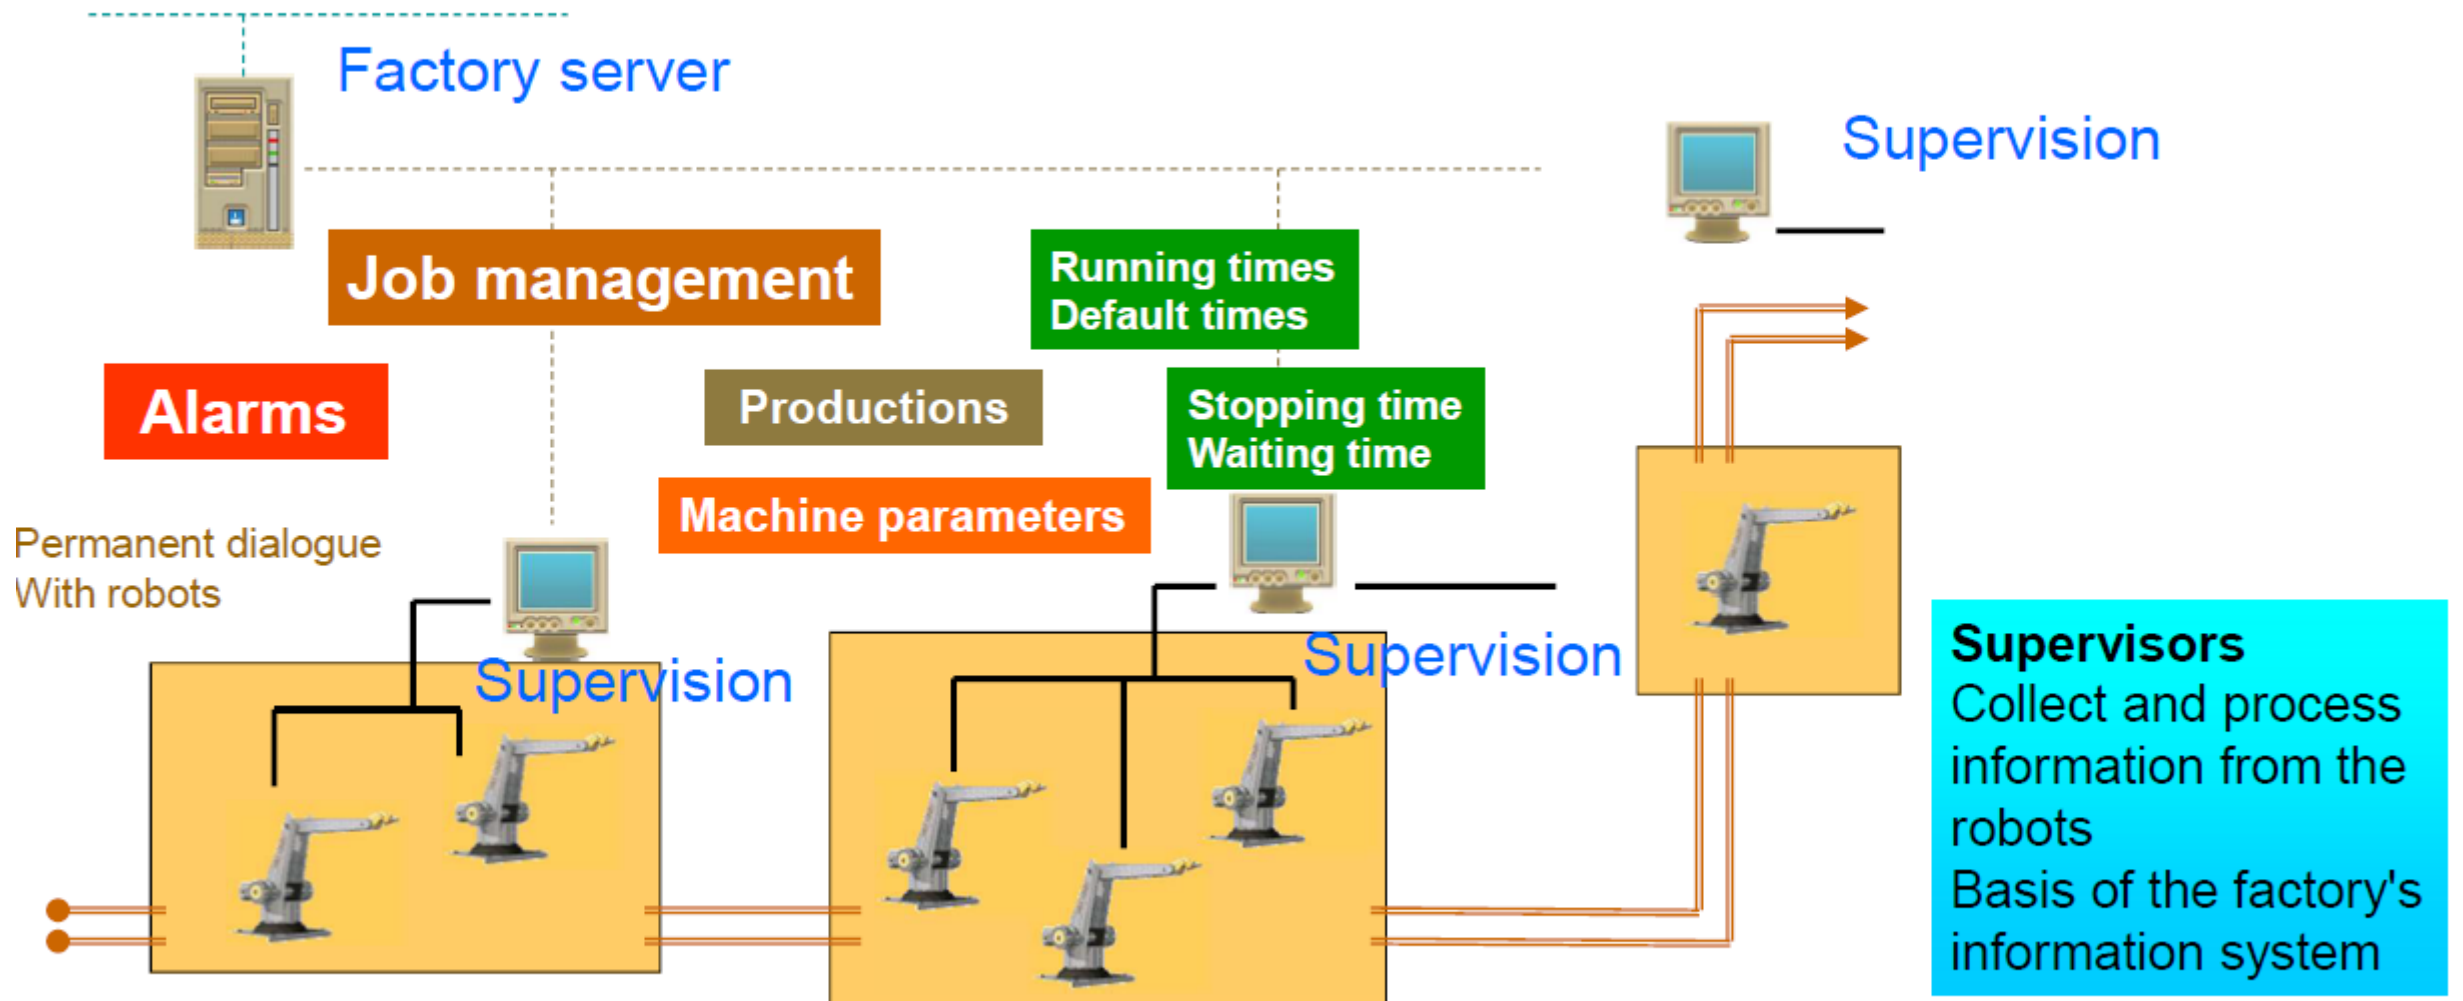 Factory server
Supervision
Job management
Running times
Default times
Alarms
Productions
Stopping time
Waiting time
Machine parameters
Permanent dialogue
With robots
Supervision
Supervision
Supervisors
Collect and process
information from the
robots
Basis of the factory's
information system